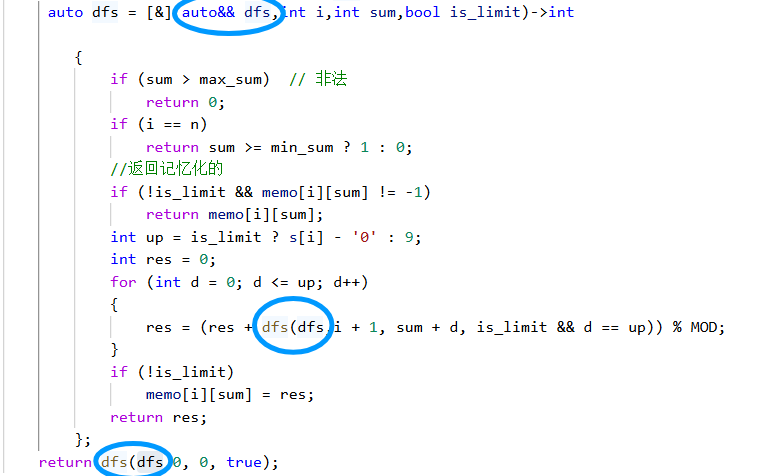 auto dfs = [&] auto&& dfs,int i,int sum,bool is_limit)->int
{
if (sum > max_sum)  // 非法
return 0;
if (i == n)
return sum >= min_sum ? 1 : 0;
//返回记忆化的
if (!is_limit && memo[i][sum] != -1)
return memo[i][sum];
int up = is_limit ? s[i] - '0' : 9;
int res = 0;
for (int d = 0; d <= up; d++)
{
res = (res + dfs(dfs,i + 1, sum + d, is_limit && d == up)) % MOD;
}
if (!is_limit)
memo[i][sum] = res;
return res;
};
return dfs(dfs 0, 0, true);